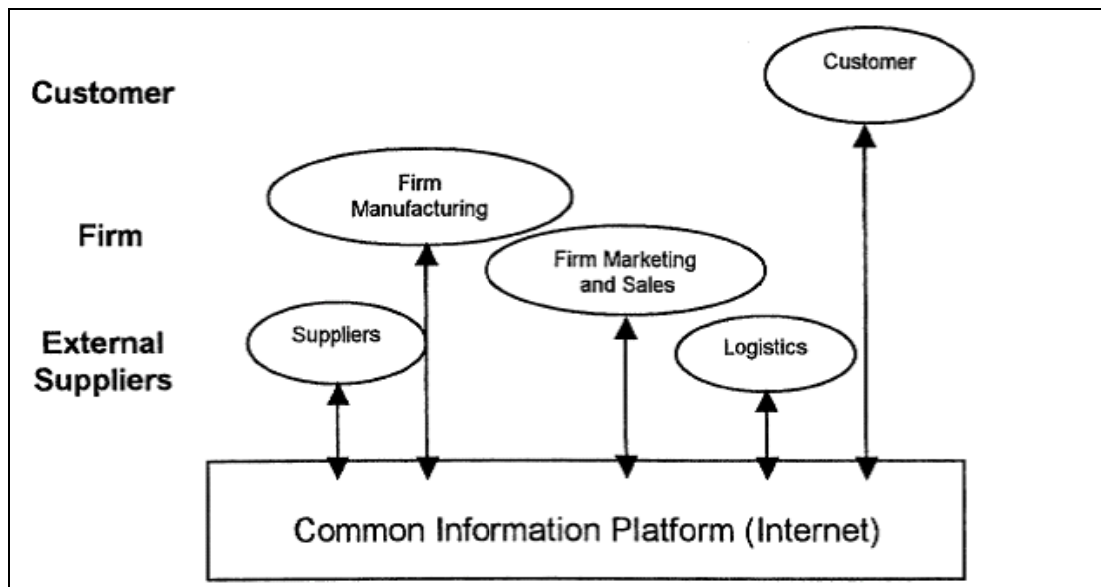 Customer
Customer
Firm
Manufacturing
Firm
Firm Marketing
and Sales
External
Suppliers
Suppliers
Logistics
Common Information Platform (Internet)